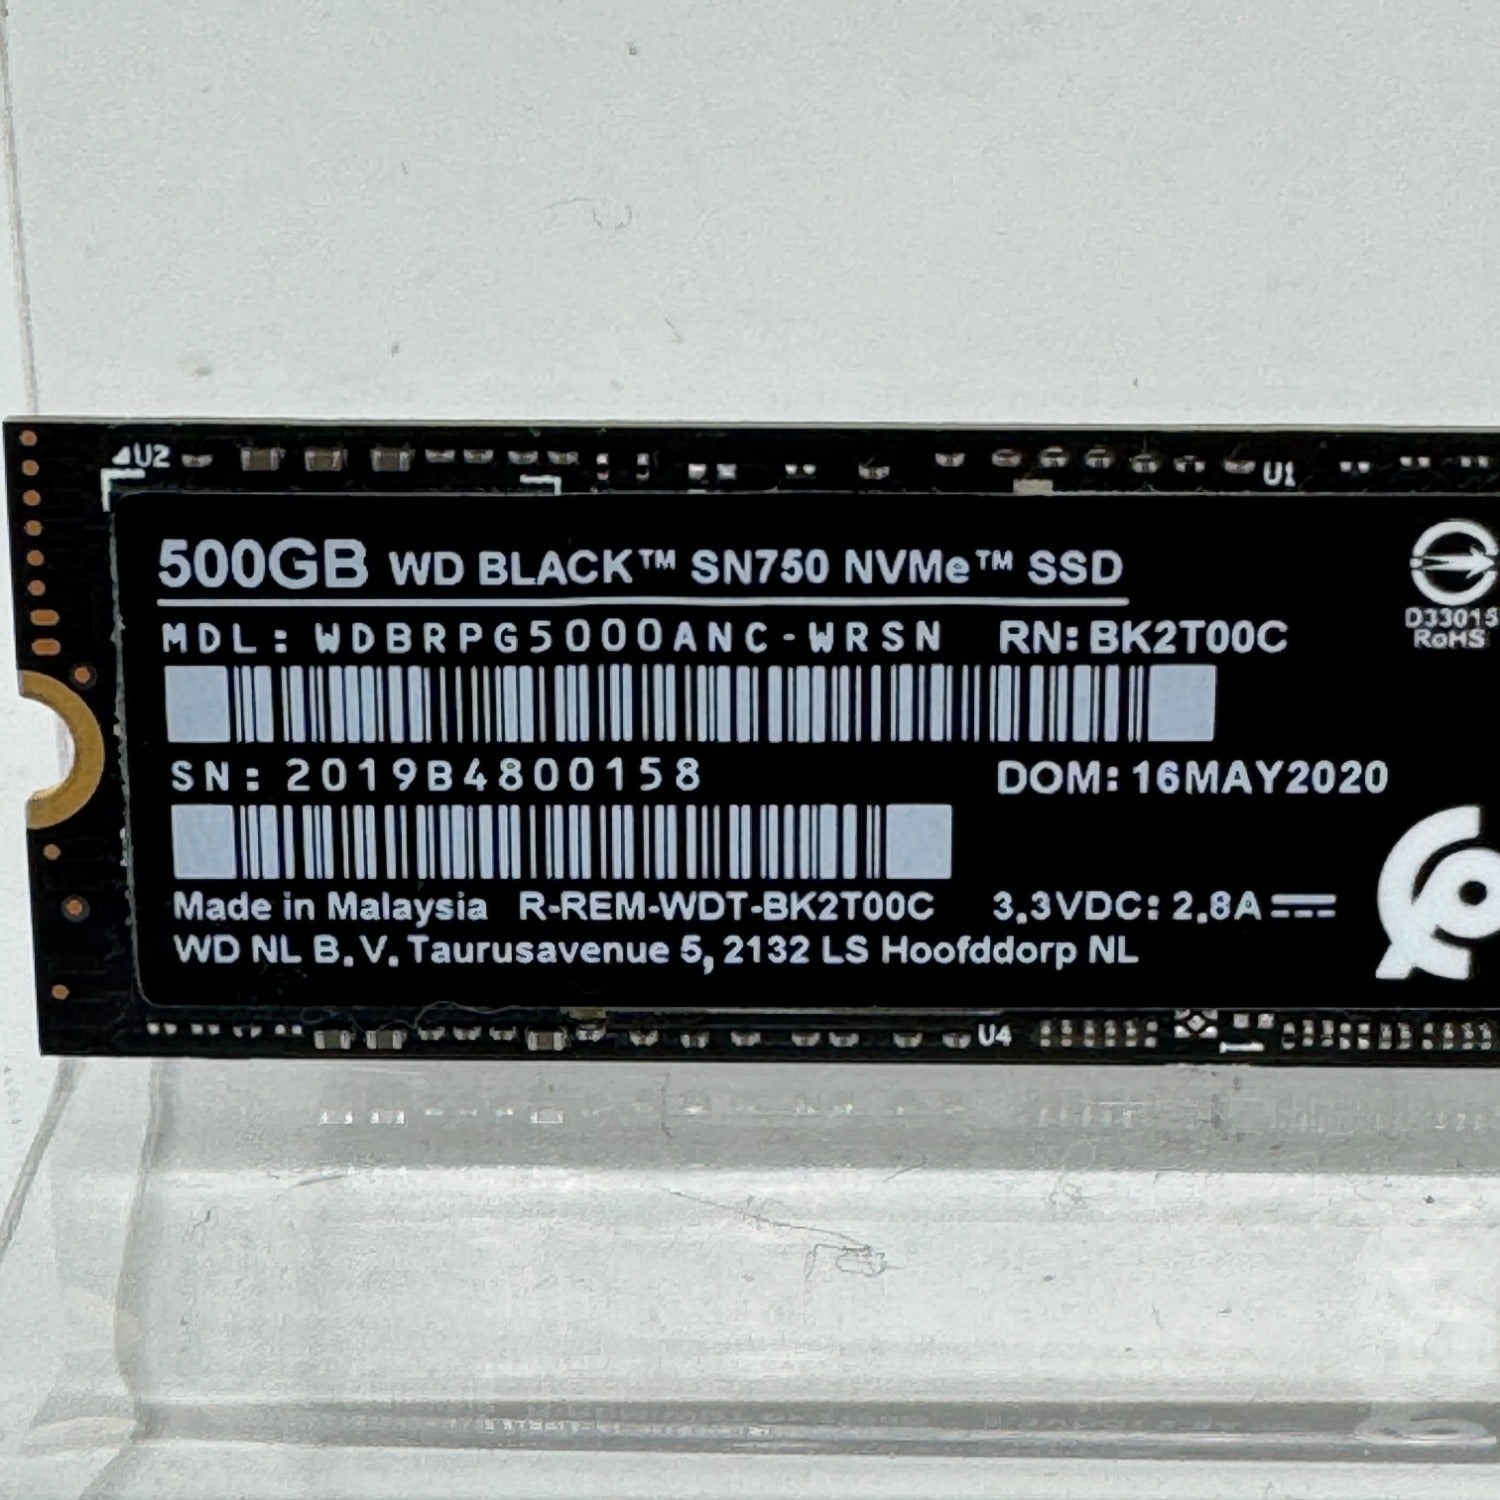 U2
U1
500GB WD BLACK™ SN750 NVMe™ SSD
D33015
RoHS
MDL: WDBRPG5000ANC-WRSN RN: BK2T00C
SN: 2019B4800158 DOM: 16MAY2020
Made in Malaysia R-REM-WDT-BK2T00C 3.3VDC: 2.8A
WD NL B.V. Taurusavenue 5, 2132 LS Hoofddorp NL
U4